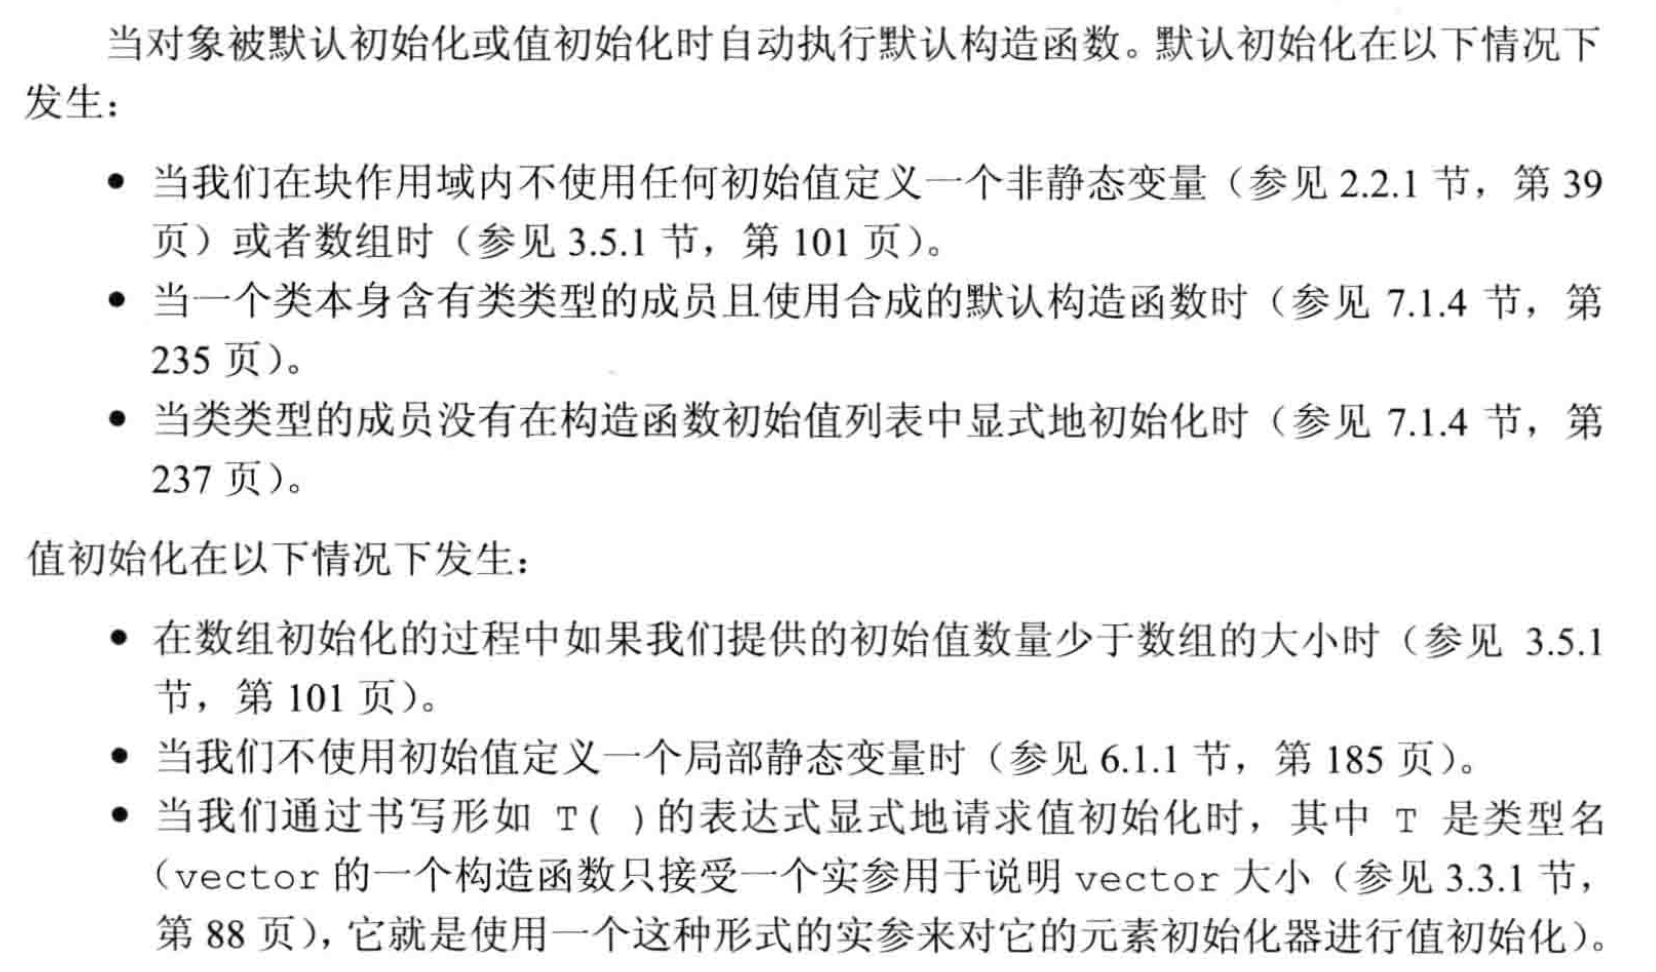 当对象被默认初始化或值初始化时自动执行默认构造函数。默认初始化在以下情况下
发生：
● 当我们在块作用域内不使用任何初始值定义一个非静态变量（参见 2.2.1 节，第 39
页）或者数组时（参见 3.5.1 节，第 101 页）。
● 当一个类本身含有类类型的成员且使用合成的默认构造函数时（参见 7.1.4 节，第
235 页）。
● 当类类型的成员没有在构造函数初始值列表中显式地初始化时（参见 7.1.4 节，第
237 页）。
值初始化在以下情况下发生：
● 在数组初始化的过程中如果我们提供的初始值数量少于数组的大小时（参见 3.5.1
节，第 101 页）。
● 当我们不使用初始值定义一个局部静态变量时（参见 6.1.1 节，第 185 页）。
● 当我们通过书写形如 T( )的表达式显式地请求值初始化时，其中 T 是类型名
（vector 的一个构造函数只接受一个实参用于说明 vector 大小（参见 3.3.1 节，
第 88 页），它就是使用一个这种形式的实参来对它的元素初始化器进行值初始化）。